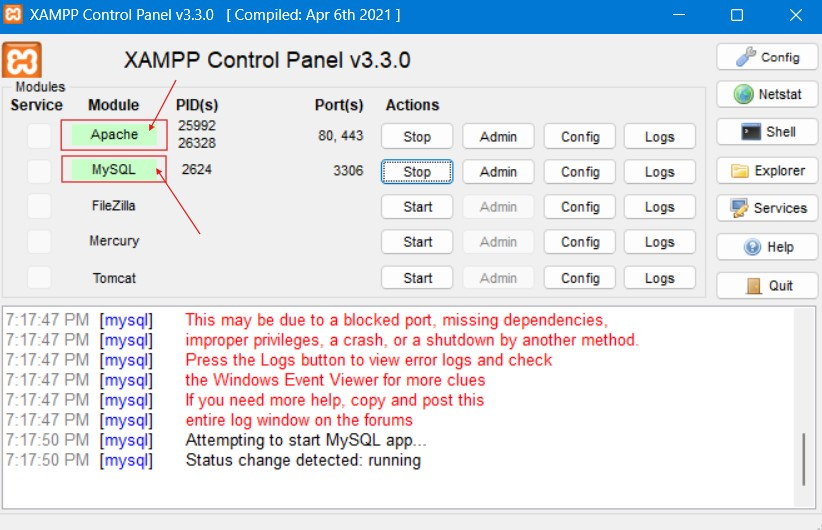 XAMPP Control Panel v3.3.0 [ Compiled: Apr 6th 2021 ]
XAMPP Control Panel v3.3.0
Config
Modules
Service Module PID(s) Port(s) Actions
Netstat
Apache 25992 26328 80, 443 Stop Admin Config Logs
Shell
MySQL 2624 3306 Stop Admin Config Logs
Explorer
FileZilla Start Admin Config Logs
Services
Mercury Start Admin Config Logs
Help
Tomcat Start Admin Config Logs
Quit
7:17:47 PM [mysql] This may be due to a blocked port, missing dependencies,
7:17:47 PM [mysql] improper privileges, a crash, or a shutdown by another method.
7:17:47 PM [mysql] Press the Logs button to view error logs and check
7:17:47 PM [mysql] the Windows Event Viewer for more clues
7:17:47 PM [mysql] If you need more help, copy and post this
7:17:47 PM [mysql] entire log window on the forums
7:17:50 PM [mysql] Attempting to start MySQL app...
7:17:50 PM [mysql] Status change detected: running